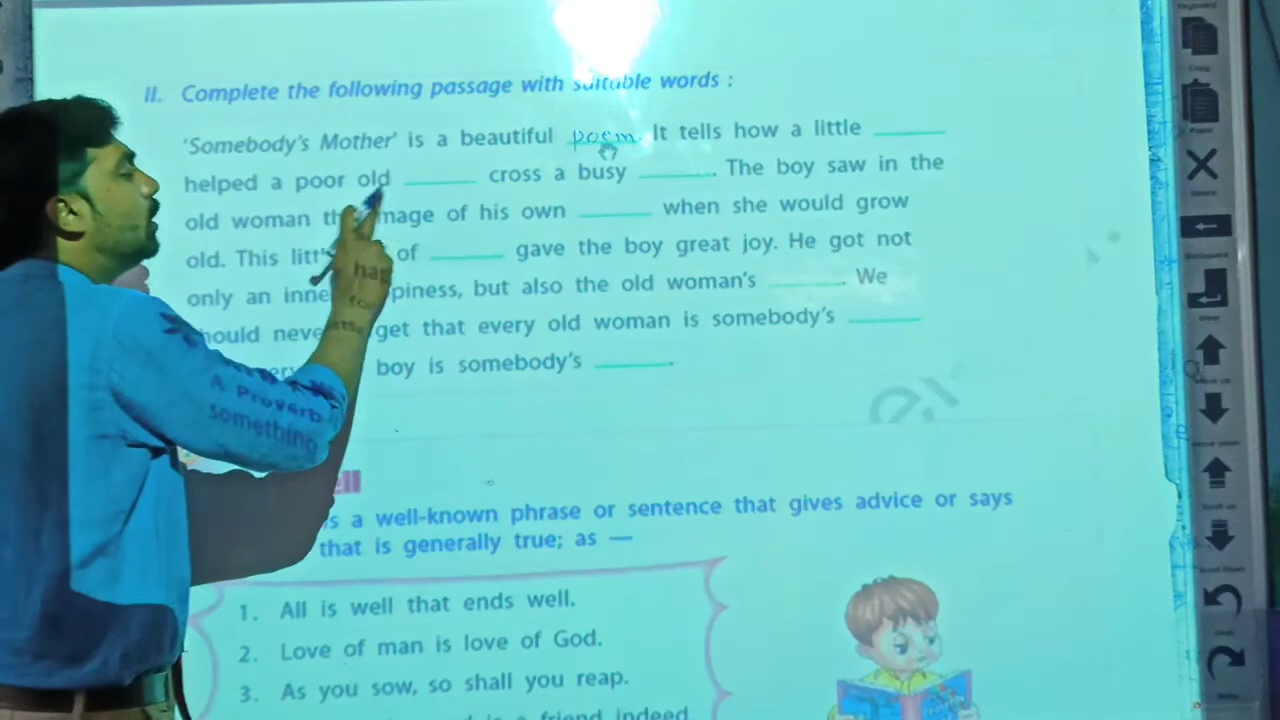 II. Complete the following passage with suitable words :
'Somebody's Mother' is a beautiful poem. It tells how a little ______
helped a poor old ______ cross a busy ______. The boy saw in the
old woman the image of his own ______ when she would grow
old. This of ______ gave the boy great joy. He got not
only an inner happiness, but also the old woman's ______. We
should never forget that every old woman is somebody's ______
boy is somebody's ______.
is a well-known phrase or sentence that gives advice or says
A Proverb
something that is generally true; as —
1. All is well that ends well.
2. Love of man is love of God.
3. As you sow, so shall you reap.
is a friend indeed